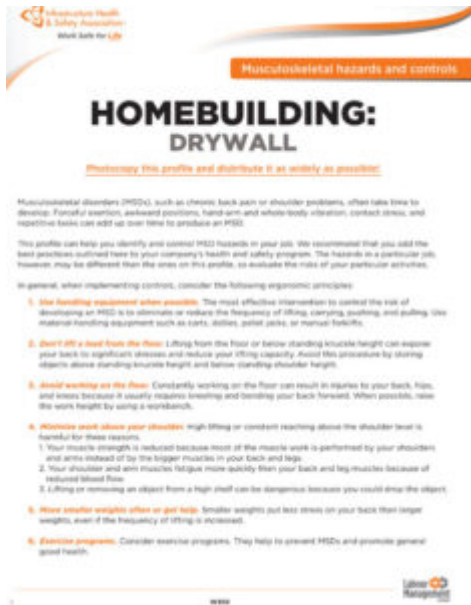 Infrastructure Health
& Safety Association
Work Safe for Life
Musculoskeletal hazards and controls
HOMEBUILDING:
DRYWALL
Photocopy this profile and distribute it as widely as possible!
Musculoskeletal disorders (MSDs), such as chronic back pain or shoulder problems, often take time to
develop. Forceful exertion, awkward positions, hand-arm and whole-body vibration, contact stress, and
repetitive tasks can add up over time to produce an MSD.
This profile can help you identify and control MSD hazards in your job. We recommend that you add the
best practices outlined here to your company's health and safety program. The hazards in a particular job,
however, may be different than the ones on this profile, so evaluate the risks of your particular activities.
In general, when implementing controls, consider the following ergonomic principles:
1. Use handling equipment when possible. The most effective intervention to control the risk of
developing an MSD is to eliminate or reduce the frequency of lifting, carrying, pushing, and pulling. Use
material handling equipment such as carts, dollies, pallet jacks, or manual forklifts.
2. Don't lift a load from the floor. Lifting from the floor or below standing knuckle height can expose
your back to significant stresses and reduce your lifting capacity. Avoid this procedure by storing
objects above standing knuckle height and below standing shoulder height.
3. Avoid working on the floor. Constantly working on the floor can result in injuries to your back, hips,
and knees because it usually requires kneeling and bending your back forward. When possible, raise
the work height by using a workbench.
4. Minimize work above your shoulder. High lifting or constant reaching above the shoulder level is
harmful for three reasons.
1. Your muscle strength is reduced because most of the muscle work is performed by your shoulders
and arms instead of by the bigger muscles in your back and legs.
2. Your shoulder and arm muscles fatigue more quickly than your back and leg muscles because of
reduced blood flow.
3. Lifting or removing an object from a high shelf can be dangerous because you could drop the object.
5. Move smaller weights often or get help. Smaller weights put less stress on your back than larger
weights, even if the frequency of lifting is increased.
6. Exercise programs. Consider exercise programs. They help to prevent MSDs and promote general
good health.
Labour
Management